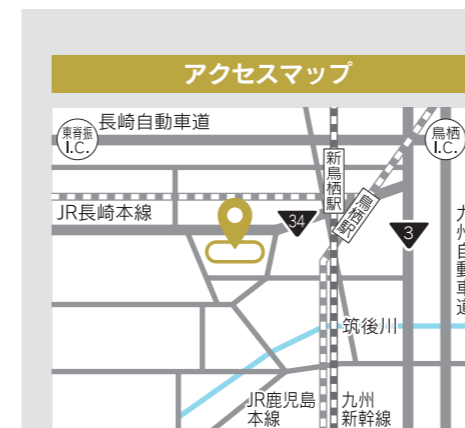 アクセスマップ
長崎自動車道
東脊振
I.C.
鳥栖
I.C.
新鳥栖駅
鳥栖駅
JR長崎本線
34
3
九州自動車道
筑後川
JR鹿児島
本線
九州
新幹線